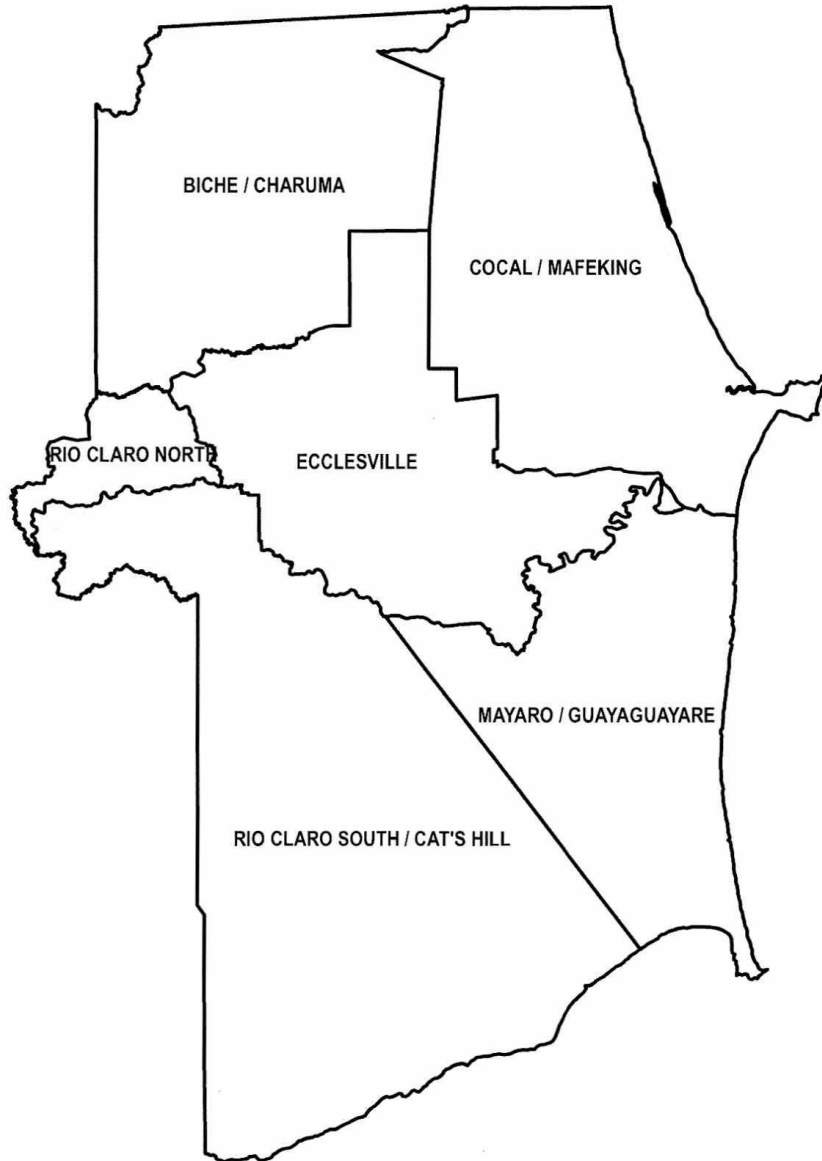 BICHE / CHARUMA
COCAL / MAFEKING
RIO CLARO NORTH
ECCLESVILLE
MAYARO / GUAYAGUAYARE
RIO CLARO SOUTH / CAT'S HILL